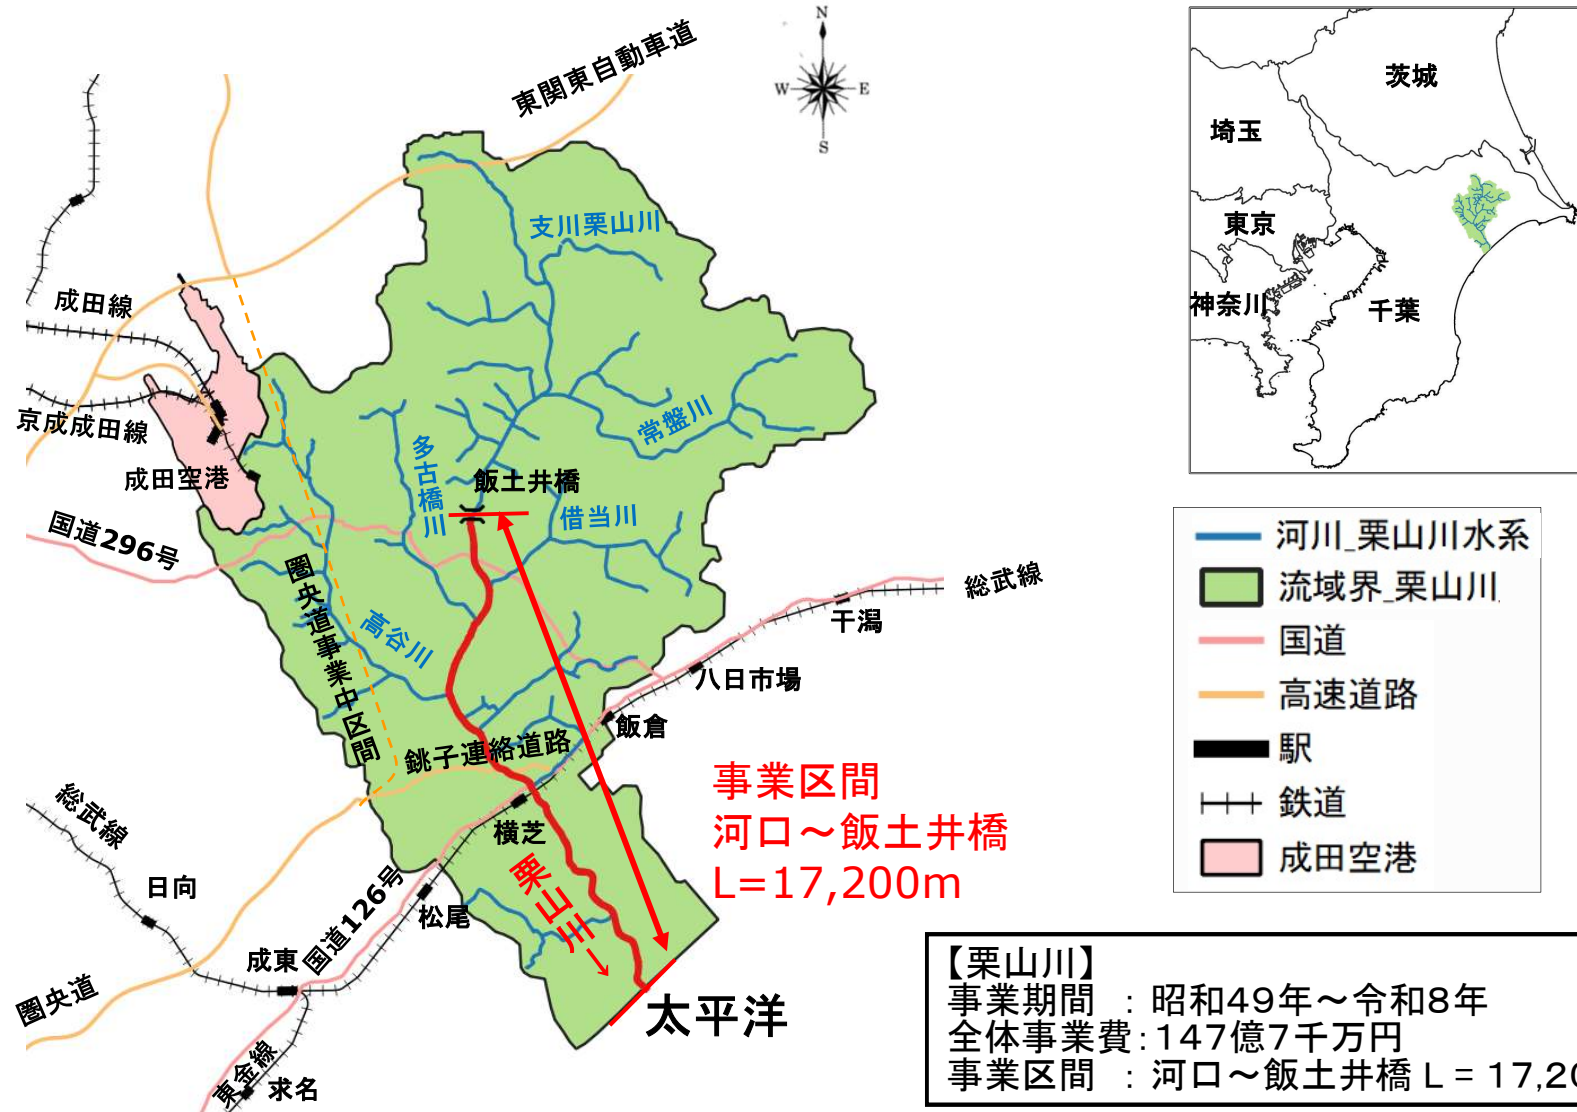 N
W
E
S
東関東自動車道
支川栗山川
成田線
京成成田線
成田空港
国道296号
多古橋川
飯土井橋
常盤川
借当川
圏央道事業中区間
高谷川
総武線
干潟
八日市場
飯倉
銚子連絡道路
横芝
事業区間
河口～飯土井橋
L=17,200m
総武線
日向
国道126号
松尾
栗山川→
成東
圏央道
東金線
求名
太平洋
茨城
埼玉
東京
神奈川
千葉
河川_栗山川水系
流域界_栗山川
国道
高速道路
駅
鉄道
成田空港
【栗山川】
事業期間　：昭和49年～令和8年
全体事業費：147億7千万円
事業区間　：河口～飯土井橋 L = 17,20